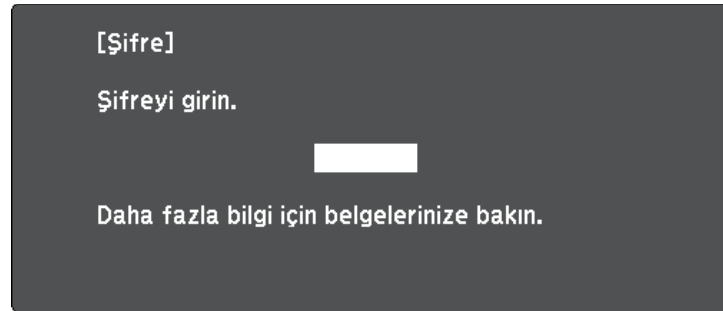 [Şifre]
Şifreyi girin.
Daha fazla bilgi için belgelerinize bakın.